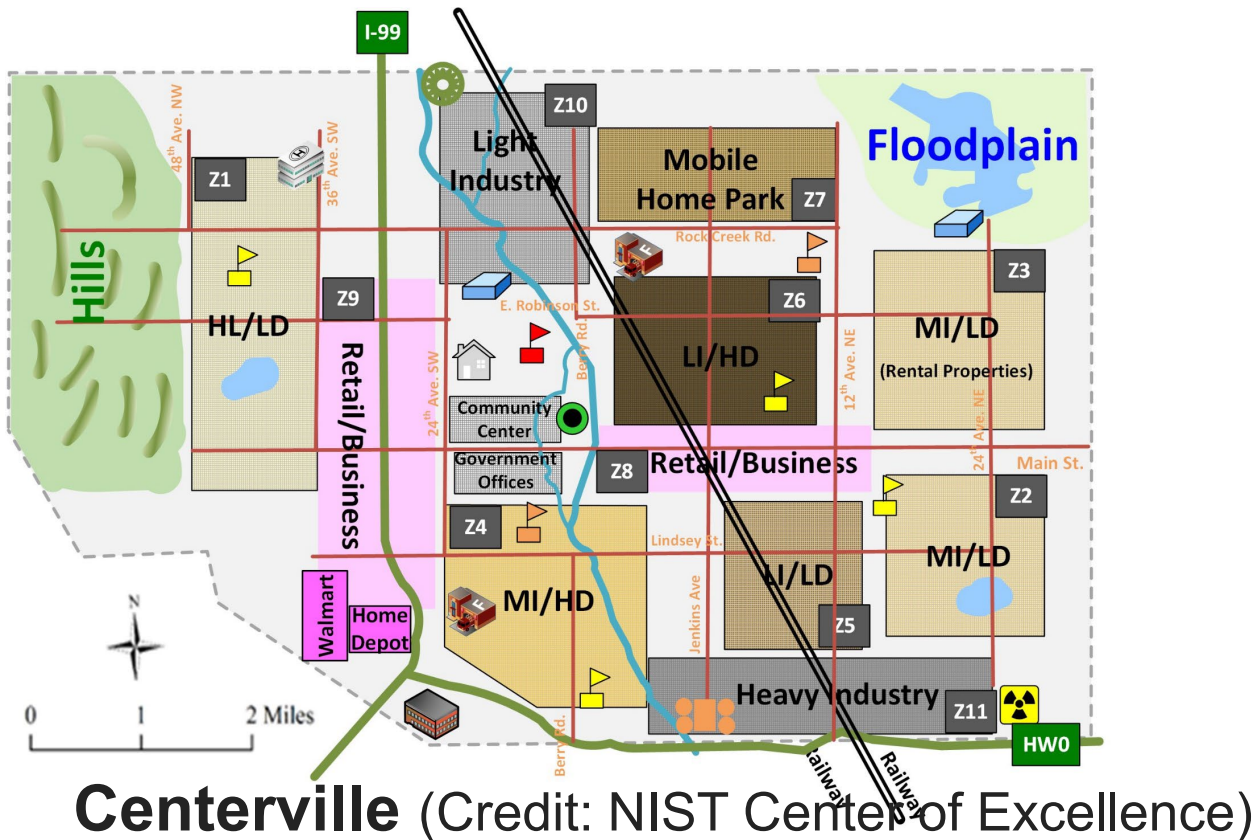 I-99
48th Ave. NW
36th Ave. SW
Z1
Z10
Light
Industry
Mobile
Home Park
Z7
Floodplain
Hills
H
Rock Creek Rd.
F
Z9
HL/LD
E. Robinson St.
Berry Rd.
Z6
LI/HD
12th Ave. NE
Z3
MI/LD
(Rental Properties)
24th Ave. NE
Retail/Business
24th Ave. SW
Community
Center
Government
Offices
Z8
Retail/Business
Main St.
Z4
Lindsey St.
Z2
MI/LD
MI/HD
F
LI/LD
Z5
Jenkins Ave
Walmart
Home
Depot
N
0 1 2 Miles
Berry Rd.
Heavy Industry
Z11
HW0
Railway
Railway
Centerville (Credit: NIST Center of Excellence)